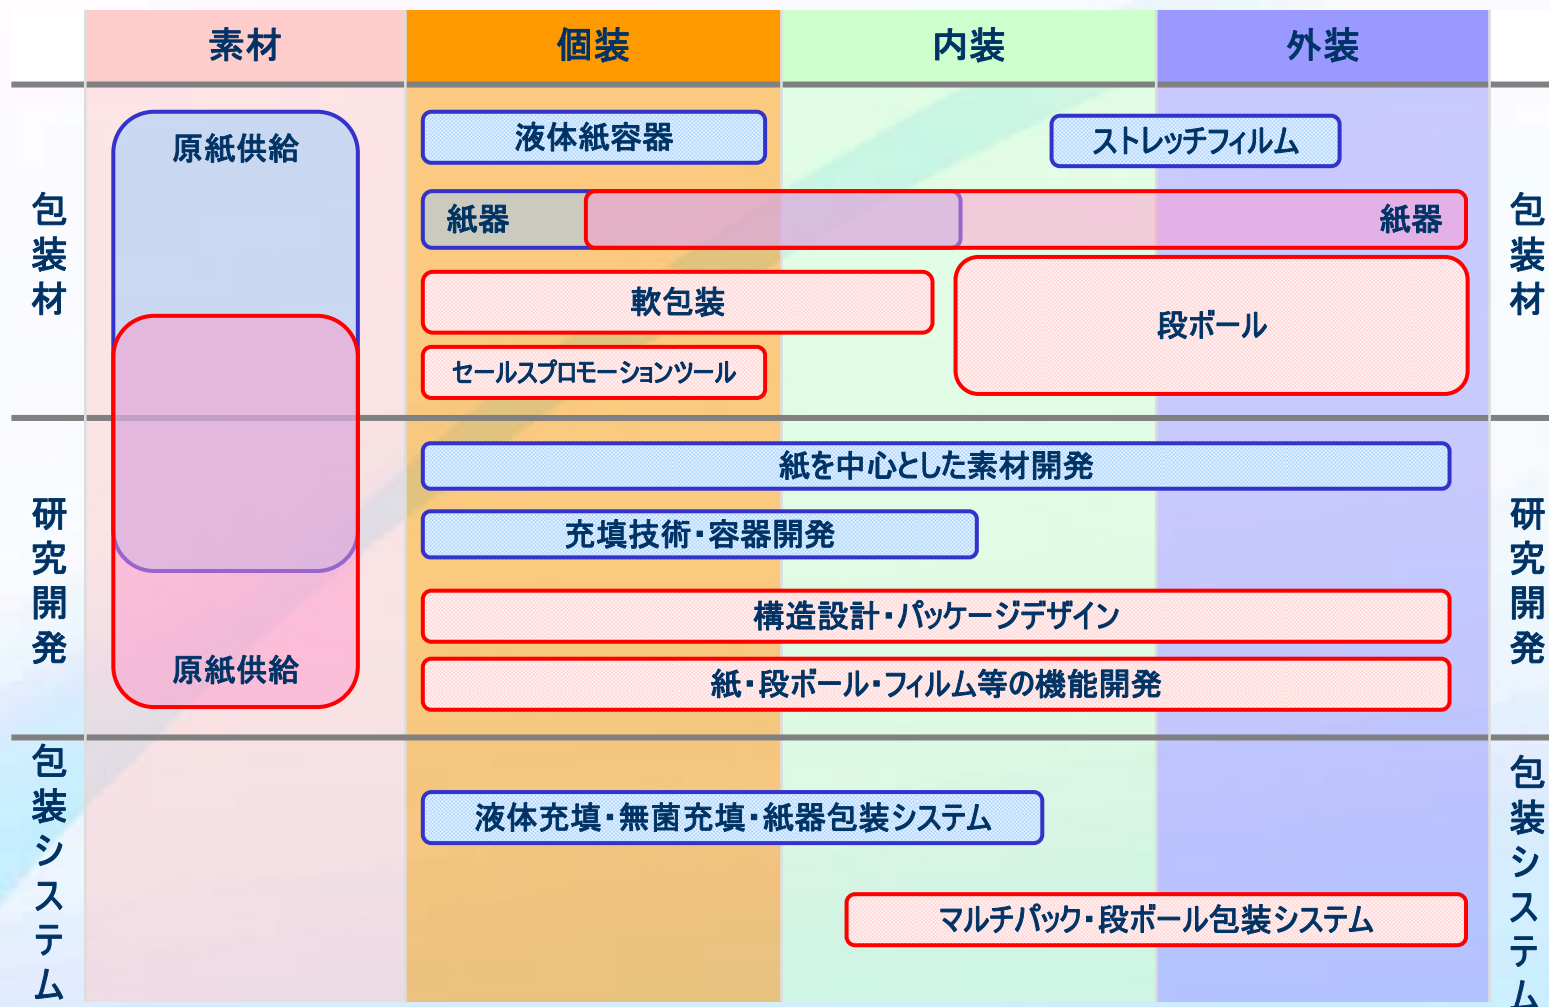 素材
個装
内装
外装
包装材
原紙供給
液体紙容器
ストレッチフィルム
包装材
紙器
紙器
軟包装
段ボール
セールスプロモーションツール
研究開発
紙を中心とした素材開発
研究開発
充填技術・容器開発
構造設計・パッケージデザイン
原紙供給
紙・段ボール・フィルム等の機能開発
包装システム
液体充填・無菌充填・紙器包装システム
包装システム
マルチパック・段ボール包装システム